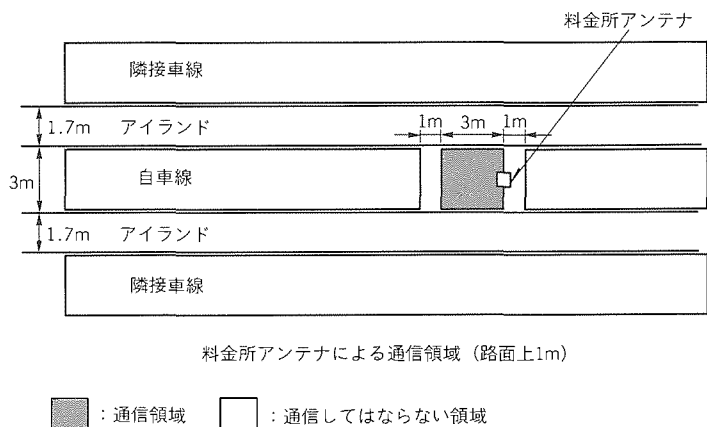 料金所アンテナ
隣接車線
1.7m アイランド
1m 3m 1m
3m 自車線
1.7m アイランド
隣接車線
料金所アンテナによる通信領域（路面上1m）
：通信領域 ：通信してはならない領域